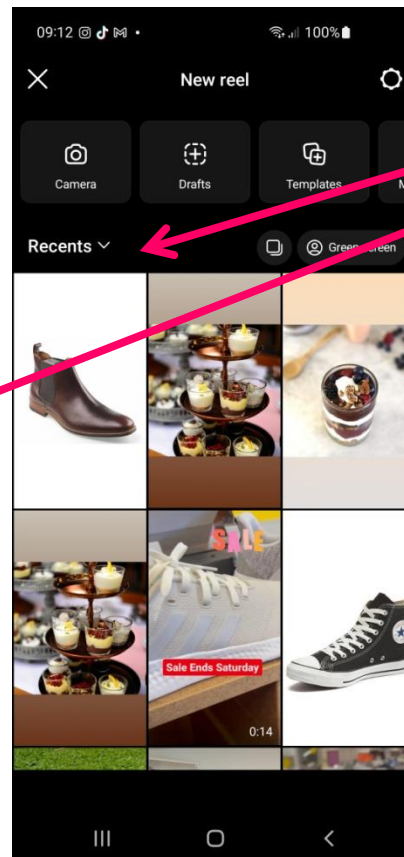 09:12 100%
New reel
Camera Drafts Templates M
Recents Green screen
SALE
Sale Ends Saturday
0:14